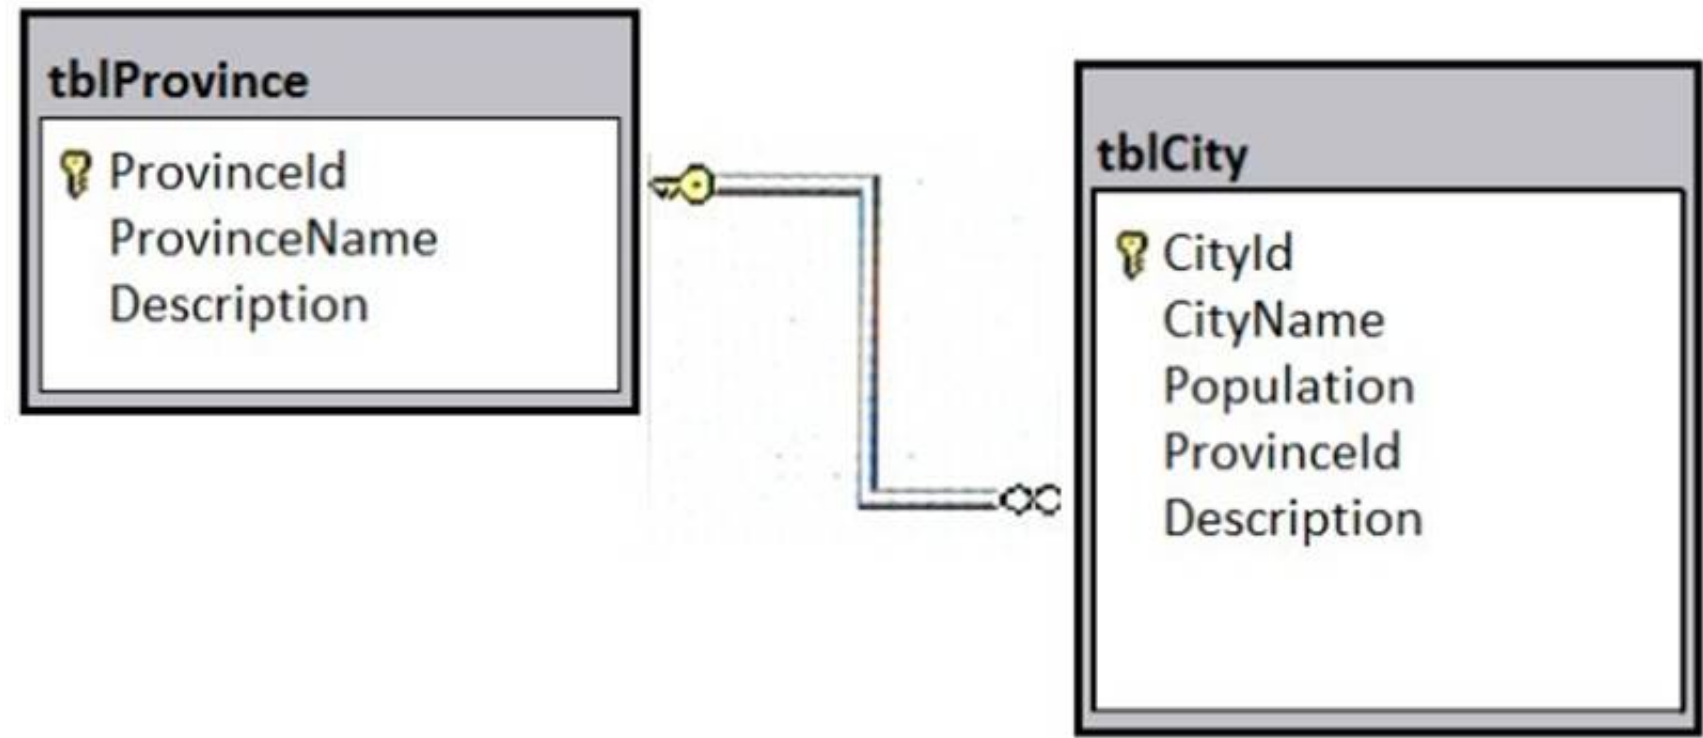 tblProvince
ProvinceId
ProvinceName
Description
tblCity
CityId
CityName
Population
ProvinceId
Description